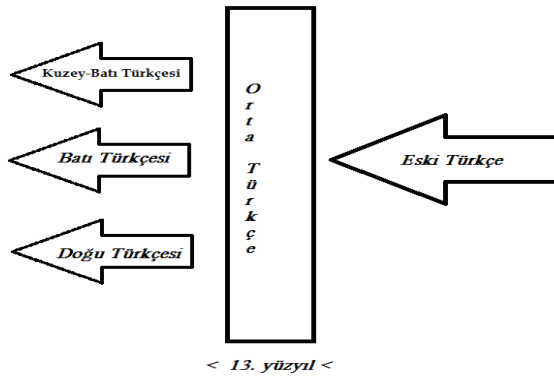 Kuzey-Batı Türkçesi
Batı Türkçesi
Doğu Türkçesi
Orta Türkçe
Eski Türkçe
< 13. yüzyıl <